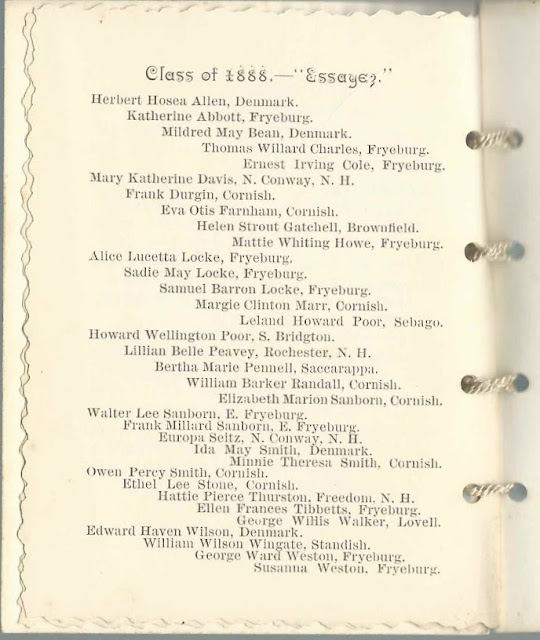 Class of 1888.—"Essayez."
Herbert Hosea Allen, Denmark.
Katherine Abbott, Fryeburg.
Mildred May Bean, Denmark.
Thomas Willard Charles, Fryeburg.
Ernest Irving Cole, Fryeburg.
Mary Katherine Davis, N. Conway, N. H.
Frank Durgin, Cornish.
Eva Otis Farnham, Cornish.
Helen Strout Gatchell, Brownfield.
Mattie Whiting Howe, Fryeburg.
Alice Lucetta Locke, Fryeburg.
Sadie May Locke, Fryeburg.
Samuel Barron Locke, Fryeburg.
Margie Clinton Marr, Cornish.
Leland Howard Poor, Sebago.
Howard Wellington Poor, S. Bridgton.
Lillian Belle Peavey, Rochester, N. H.
Bertha Marie Pennell, Saccarappa.
William Barker Randall, Cornish.
Elizabeth Marion Sanborn, Cornish.
Walter Lee Sanborn, E. Fryeburg.
Frank Millard Sanborn, E. Fryeburg.
Europa Seitz, N. Conway, N. H.
Ida May Smith, Denmark.
Minnie Theresa Smith, Cornish.
Owen Percy Smith, Cornish.
Ethel Lee Stone, Cornish.
Hattie Pierce Thurston, Freedom, N. H.
Ellen Frances Tibbetts, Fryeburg.
George Willis Walker, Lovell.
Edward Haven Wilson, Denmark.
William Wilson Wingate, Standish.
George Ward Weston, Fryeburg.
Susanna Weston, Fryeburg.